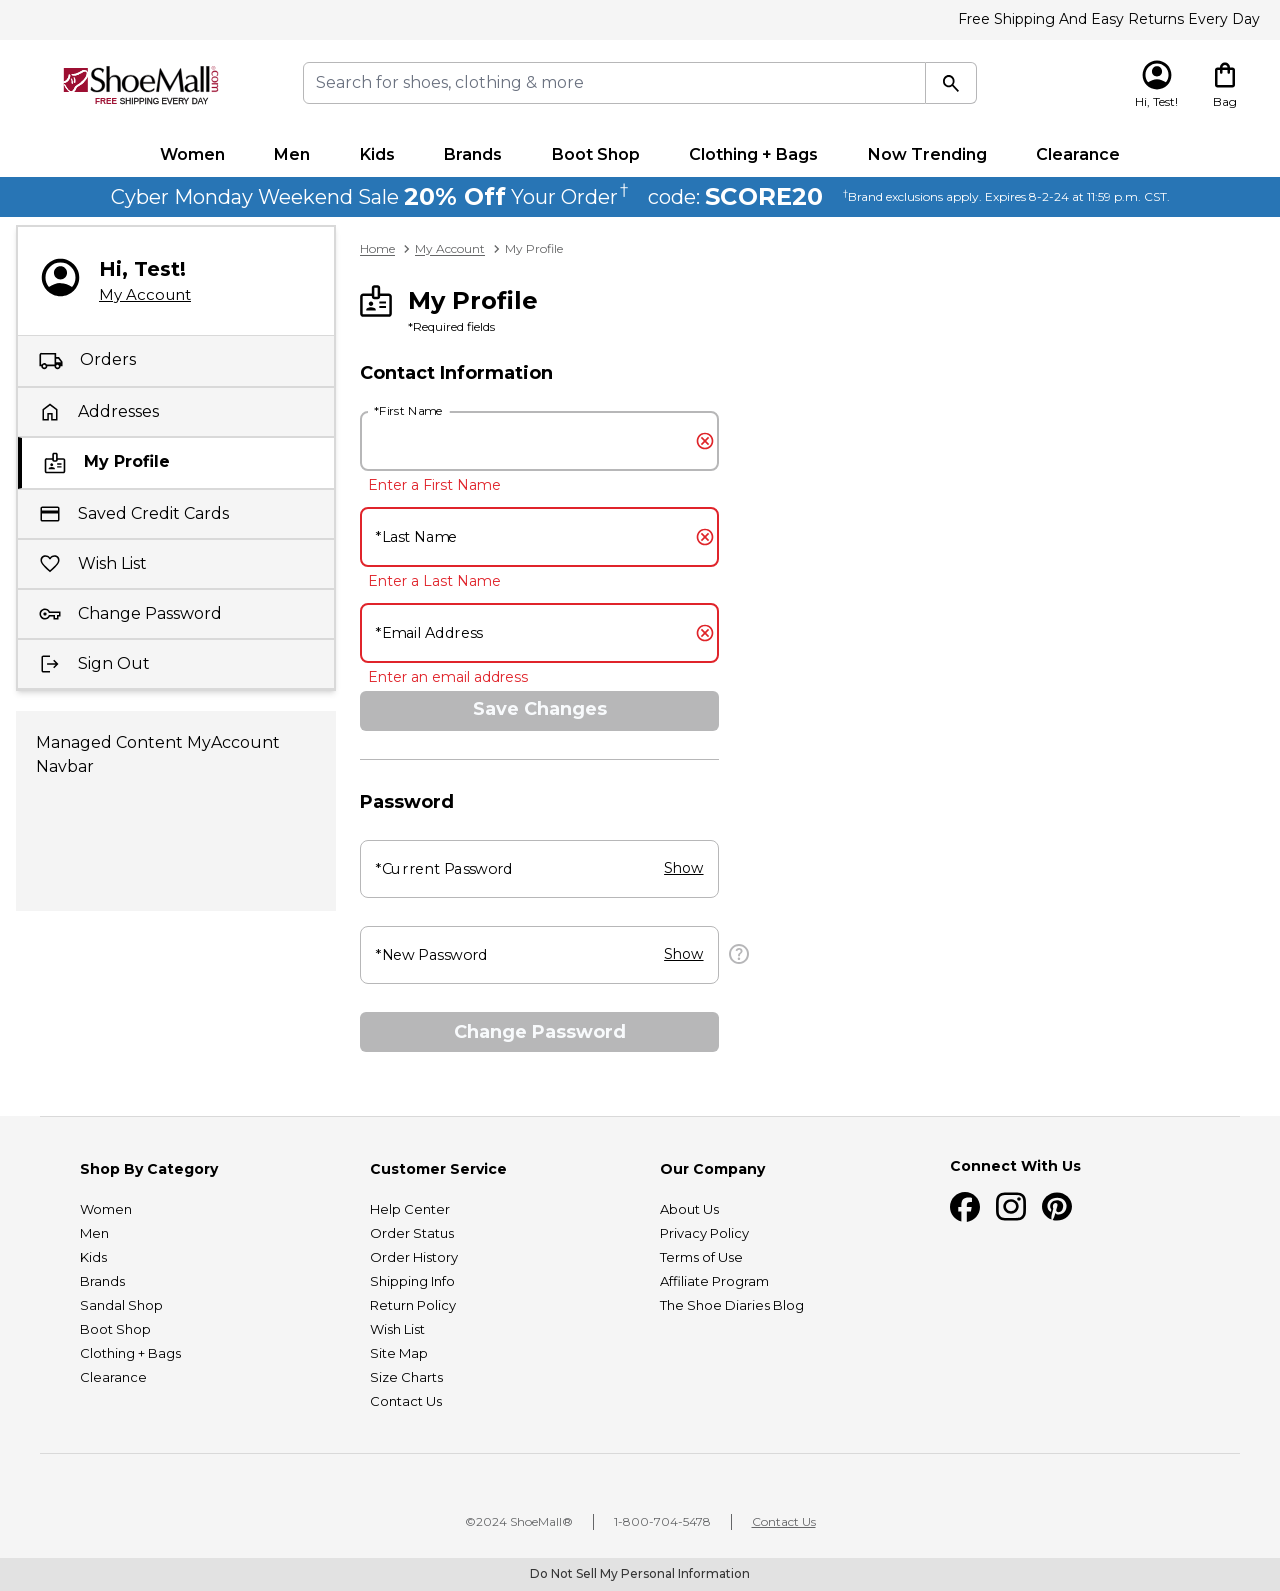 Free Shipping And Easy Returns Every Day
ShoeMall®.com
FREE SHIPPING EVERY DAY
Search for shoes, clothing & more
Hi, Test!
Bag
Women Men Kids Brands Boot Shop Clothing + Bags Now Trending Clearance
Cyber Monday Weekend Sale 20% Off Your Order† code: SCORE20 †Brand exclusions apply. Expires 8-2-24 at 11:59 p.m. CST.
Hi, Test!
My Account
Orders
Addresses
My Profile
Saved Credit Cards
Wish List
Change Password
Sign Out
Managed Content MyAccount
Navbar
Home > My Account > My Profile
My Profile
*Required fields
Contact Information
*First Name
Enter a First Name
*Last Name
Enter a Last Name
*Email Address
Enter an email address
Save Changes
Password
*Current Password Show
*New Password Show
?
Change Password
Shop By Category
Women
Men
Kids
Brands
Sandal Shop
Boot Shop
Clothing + Bags
Clearance
Customer Service
Help Center
Order Status
Order History
Shipping Info
Return Policy
Wish List
Site Map
Size Charts
Contact Us
Our Company
About Us
Privacy Policy
Terms of Use
Affiliate Program
The Shoe Diaries Blog
Connect With Us
©2024 ShoeMall® | 1-800-704-5478 | Contact Us
Do Not Sell My Personal Information